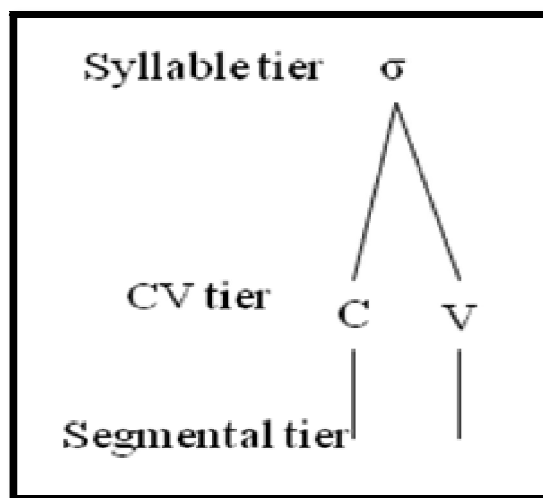 Syllable tier σ
CV tier C V
Segmental tier